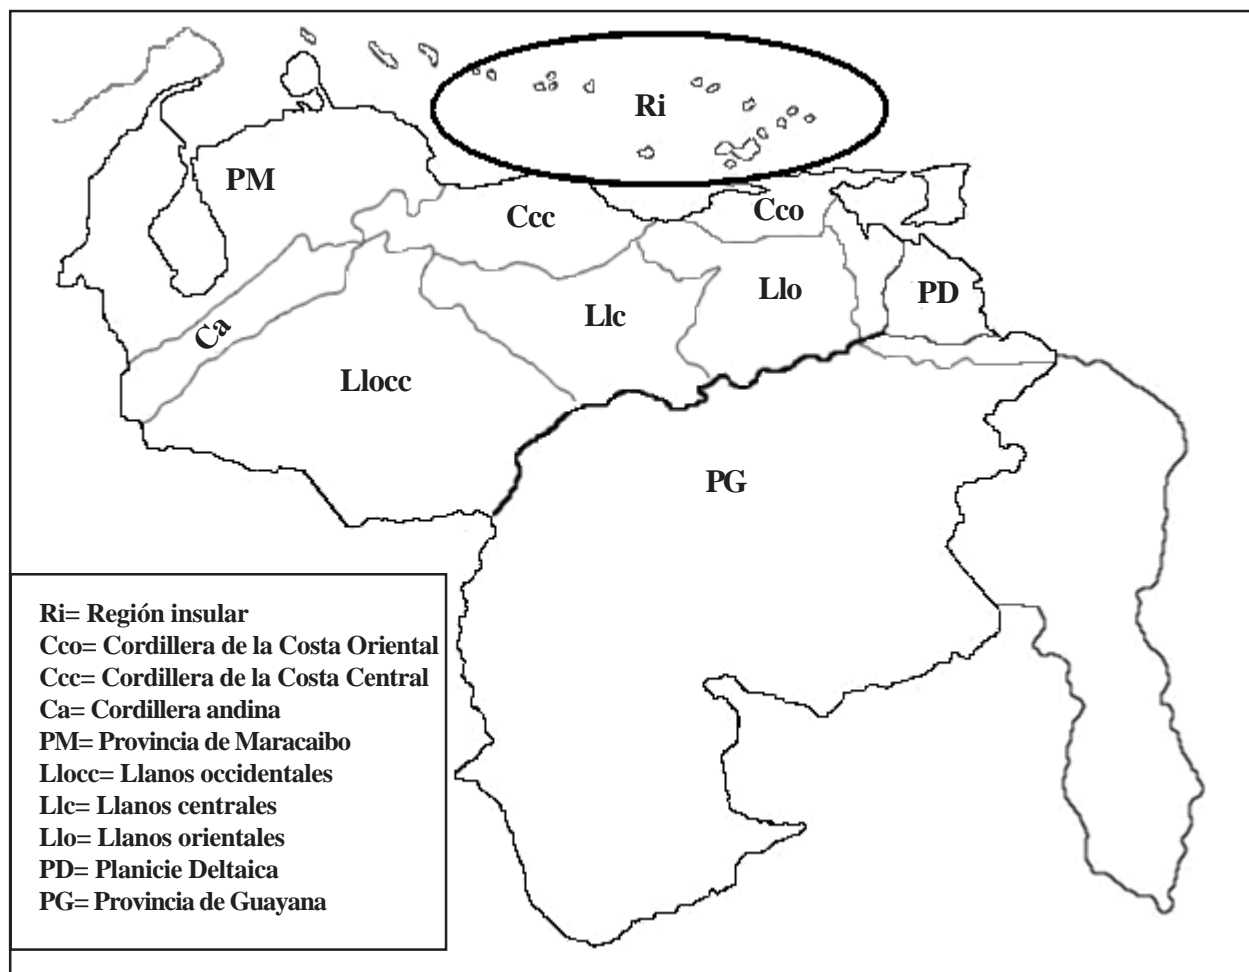 Ri
PM
Ccc
Cco
Ca
Llc
Llo
PD
Llocc
PG
Ri= Región insular
Cco= Cordillera de la Costa Oriental
Ccc= Cordillera de la Costa Central
Ca= Cordillera andina
PM= Provincia de Maracaibo
Llocc= Llanos occidentales
Llc= Llanos centrales
Llo= Llanos orientales
PD= Planicie Deltaica
PG= Provincia de Guayana